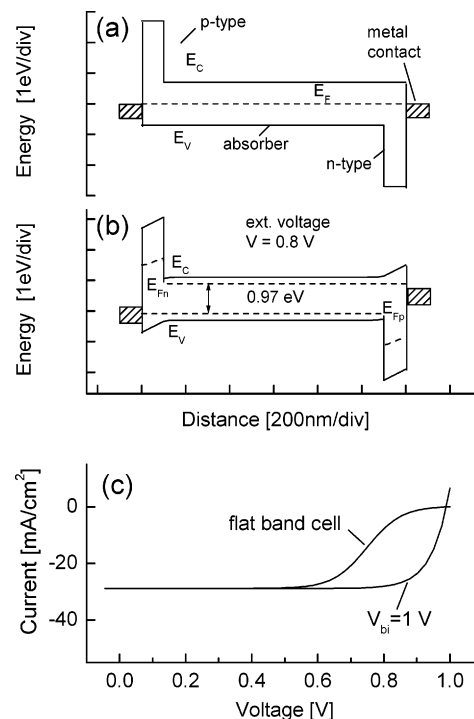 (a)
p-type
E_C
metal
contact
E_F
E_V
absorber
n-type
Energy [1eV/div]
(b)
ext. voltage
V = 0.8 V
E_C
E_Fn
0.97 eV
E_Fp
E_V
Energy [1eV/div]
Distance [200nm/div]
(c)
0
flat band cell
-20
V_bi=1 V
-40
Current [mA/cm²]
0.0 0.2 0.4 0.6 0.8 1.0
Voltage [V]